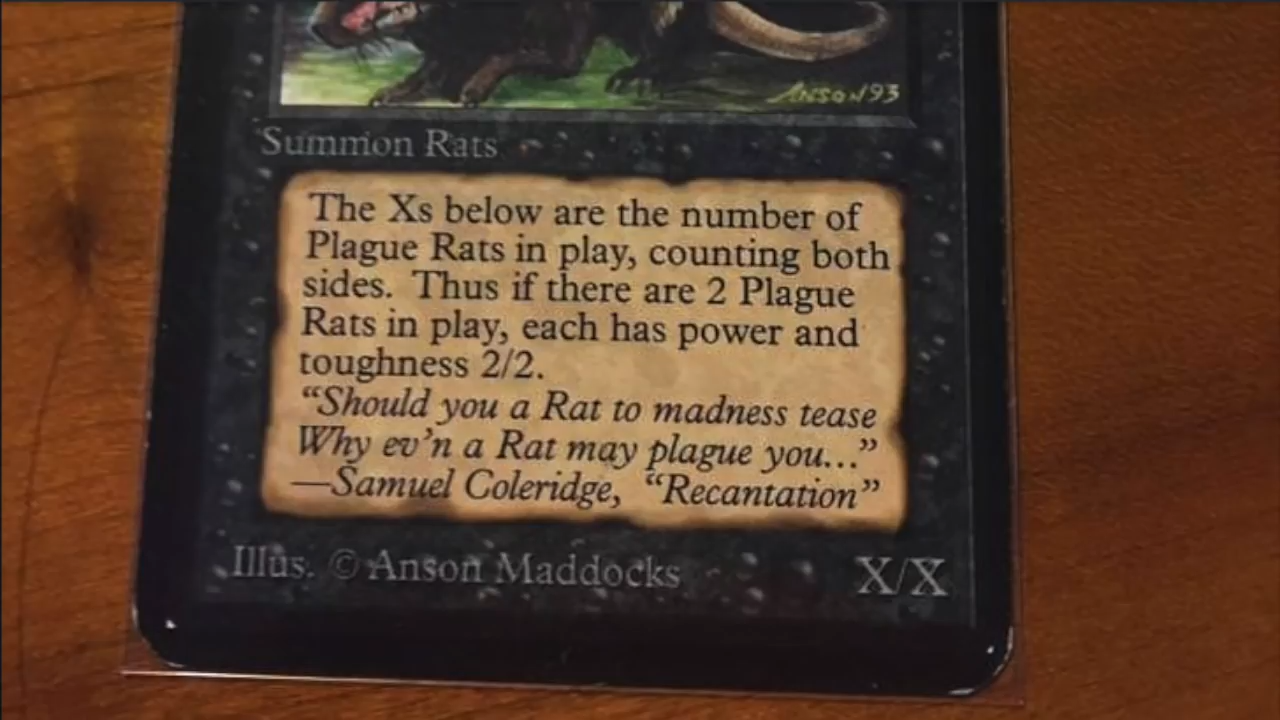 ANSON93
Summon Rats
The Xs below are the number of
Plague Rats in play, counting both
sides. Thus if there are 2 Plague
Rats in play, each has power and
toughness 2/2.
“Should you a Rat to madness tease
Why ev’n a Rat may plague you...”
—Samuel Coleridge, “Recantation”
Illus. © Anson Maddocks
X/X